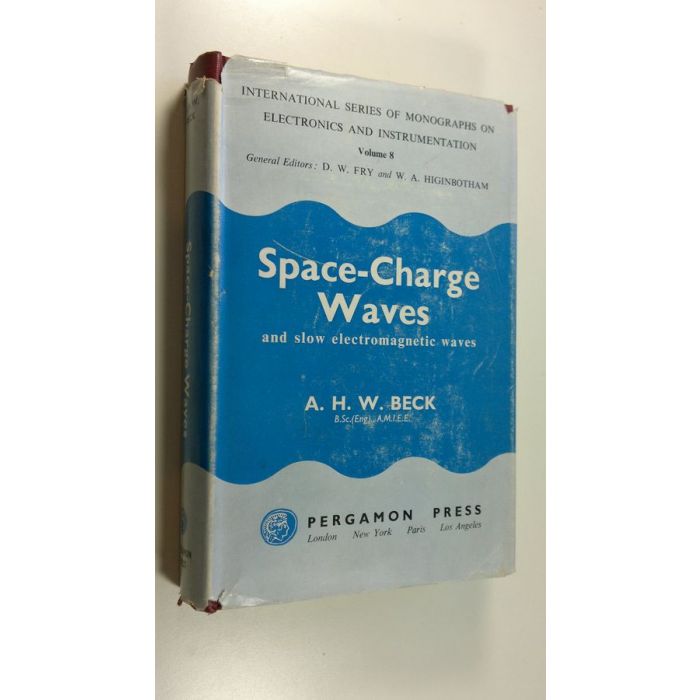 INTERNATIONAL SERIES OF MONOGRAPHS ON
ELECTRONICS AND INSTRUMENTATION
Volume 8
General Editors: D. W. FRY and W. A. HIGINBOTHAM
Space-Charge
Waves
and slow electromagnetic waves
A. H. W. BECK
B.Sc.(Eng)., A.M.I.E.E.
PERGAMON PRESS
London New York Paris Los Angeles
BECK
Space-Charge Waves